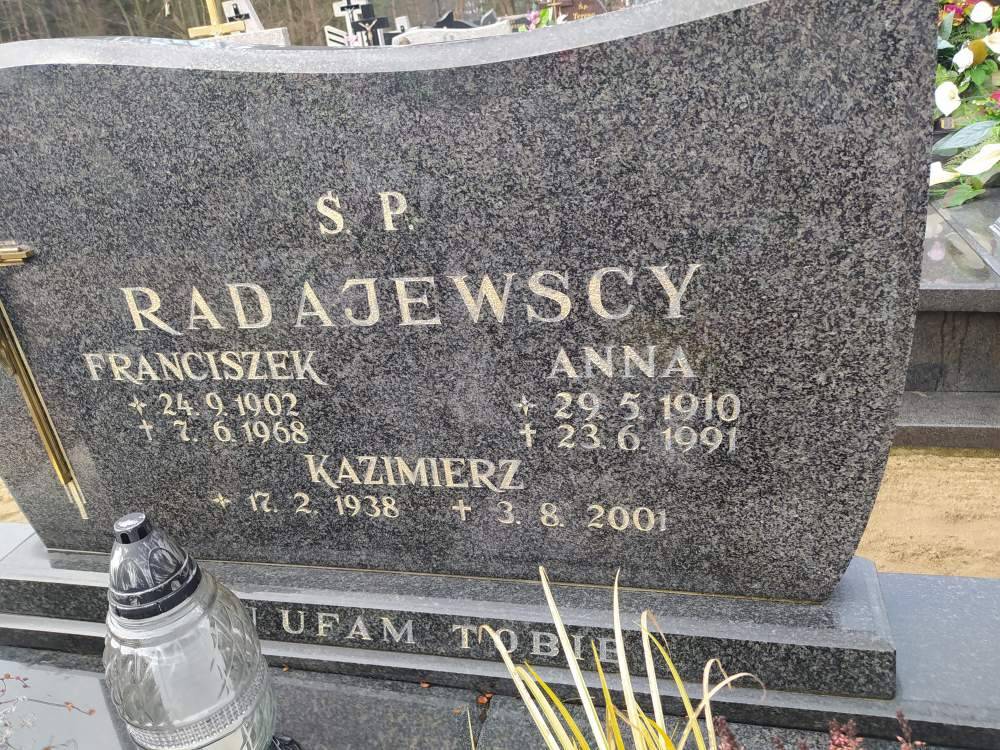 Ś. P.
RADAJEWSCY
FRANCISZEK
24. 9. 1902
† 7. 6. 1968
ANNA
29. 5. 1910
† 23. 6. 1991
KAZIMIERZ
17. 2. 1938 † 3. 8. 2001
UFAM TOBIE